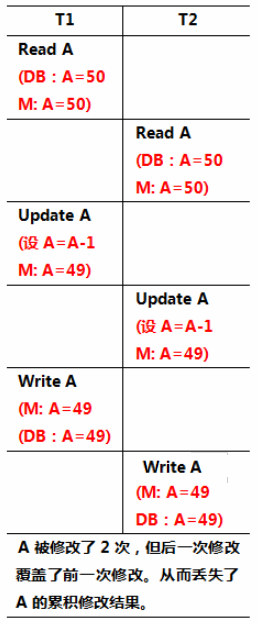 T1 T2
Read A
(DB：A=50
M: A=50)
Read A
(DB：A=50
M: A=50)
Update A
(设 A=A-1
M: A=49)
Update A
(设 A=A-1
M: A=49)
Write A
(M: A=49
(DB：A=49)
Write A
(M: A=49
DB：A=49)
A 被修改了 2 次，但后一次修改
覆盖了前一次修改。从而丢失了
A 的累积修改结果。